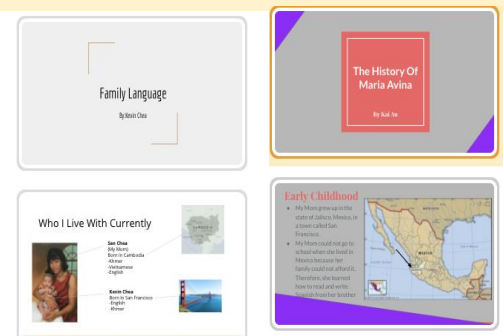 Family Language
By:Kevin Chea
The History Of
Maria Avina
By Kai An
Who I Live With Currently
San Chea
(My Mom)
Born in Cambodia
-Khmer
-Vietnamese
-English
Kevin Chea
Born in San Francisco
-English
-Khmer
Early Childhood
My Mom grew up in the
state of Jalisco, Mexico, in
a town called San
Francisco.
My Mom could not go to
school when she lived in
Mexico because her
family could not afford it.
Therefore, she learned
how to read and write
Spanish from her brother
MEXICO